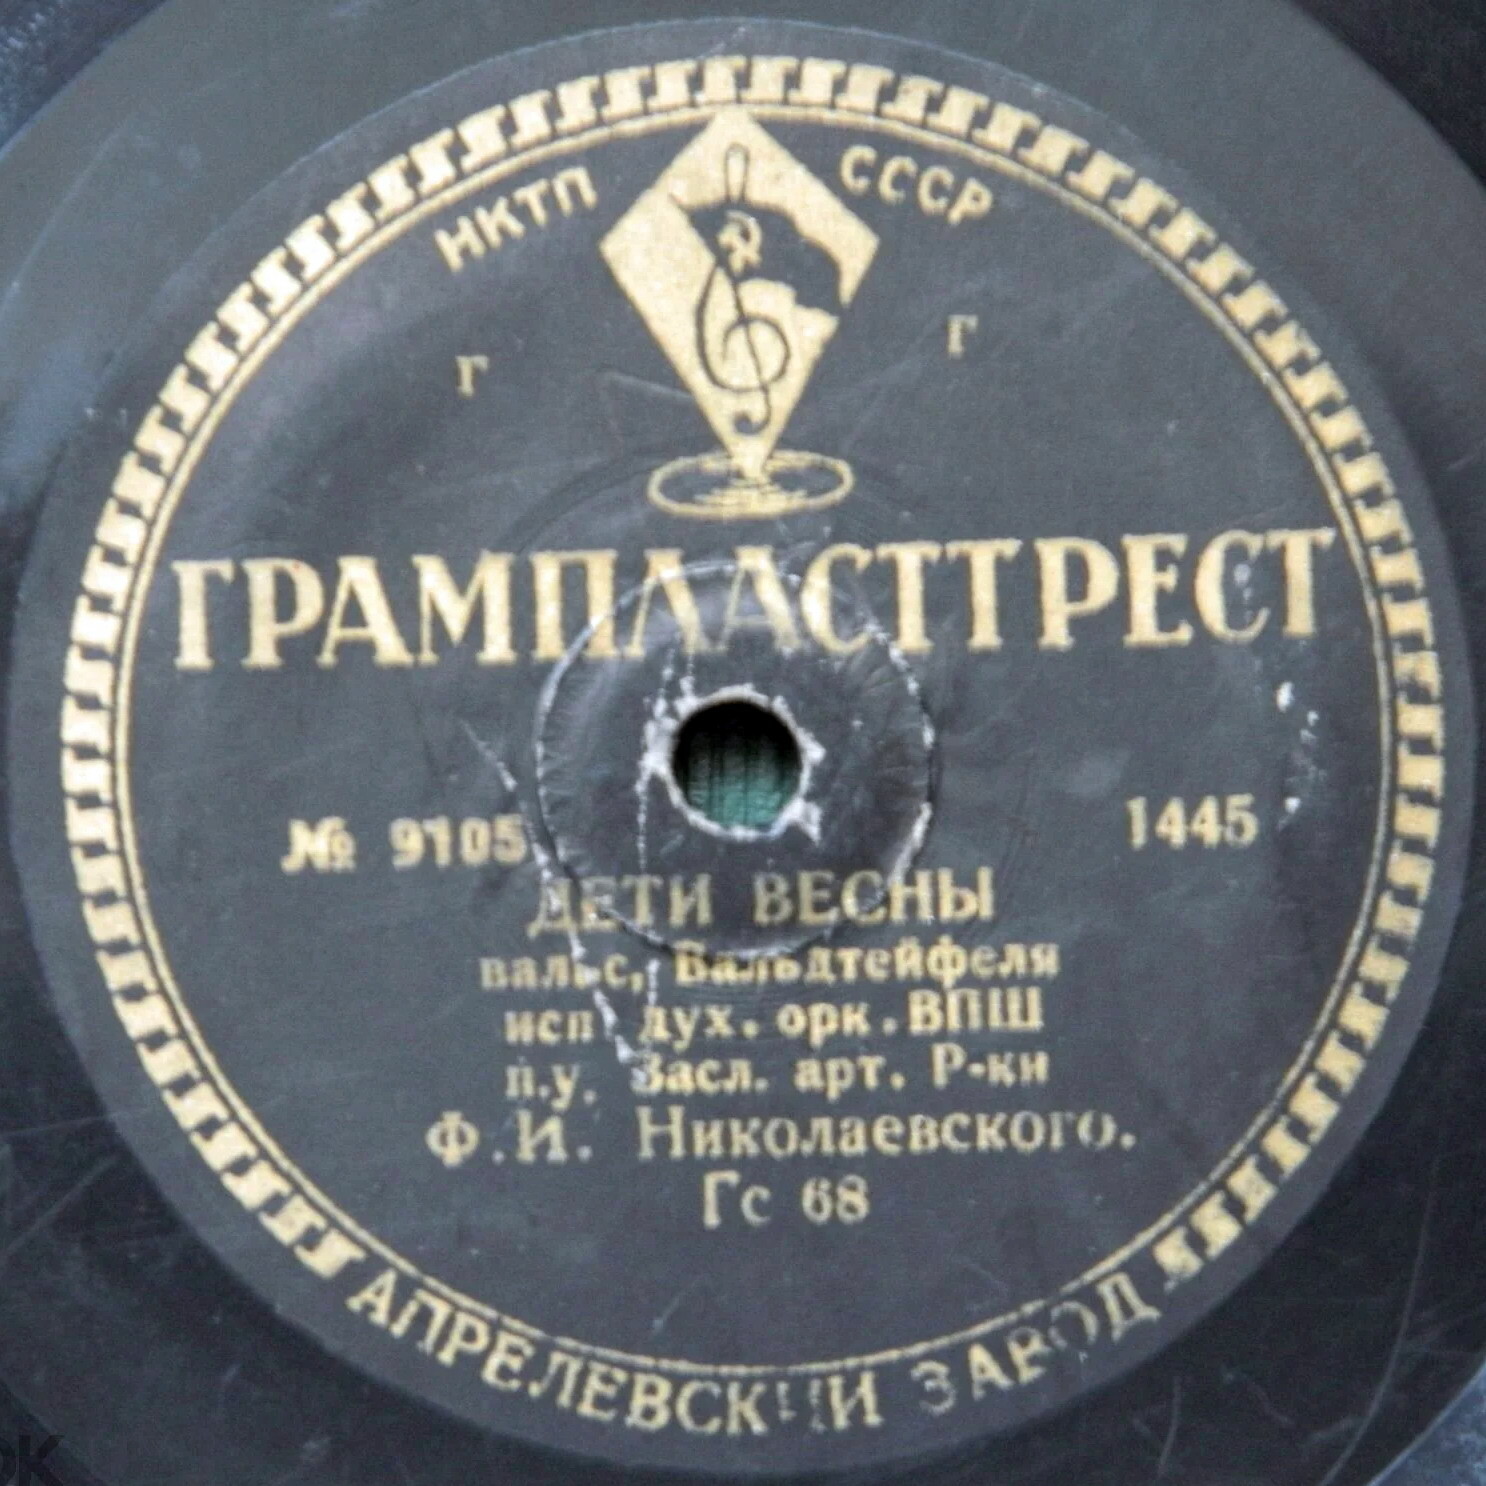 НКТП СССР
Г Г
ГРАМПЛАСТТРЕСТ
№ 9105 1445
ДЕТИ ВЕСНЫ
вальс, Вальдтейфеля
исп. дух. орк. ВПШ
п.у. Засл. арт. Р-ки
Ф.И. Николаевского.
Гс 68
АПРЕЛЕВСКИЙ ЗАВОД